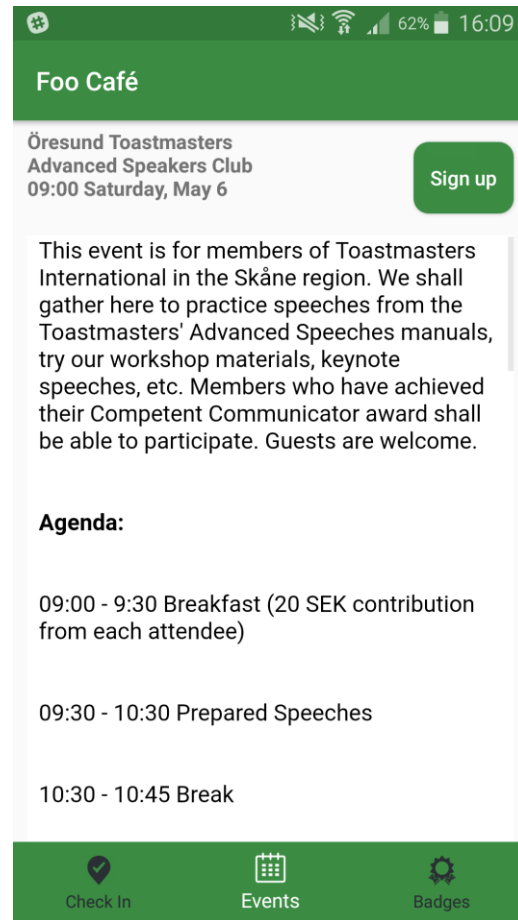 62% 16:09
Foo Café
Öresund Toastmasters
Advanced Speakers Club
09:00 Saturday, May 6
Sign up
This event is for members of Toastmasters
International in the Skåne region. We shall
gather here to practice speeches from the
Toastmasters' Advanced Speeches manuals,
try our workshop materials, keynote
speeches, etc. Members who have achieved
their Competent Communicator award shall
be able to participate. Guests are welcome.
Agenda:
09:00 - 9:30 Breakfast (20 SEK contribution
from each attendee)
09:30 - 10:30 Prepared Speeches
10:30 - 10:45 Break
Check In
Events
Badges